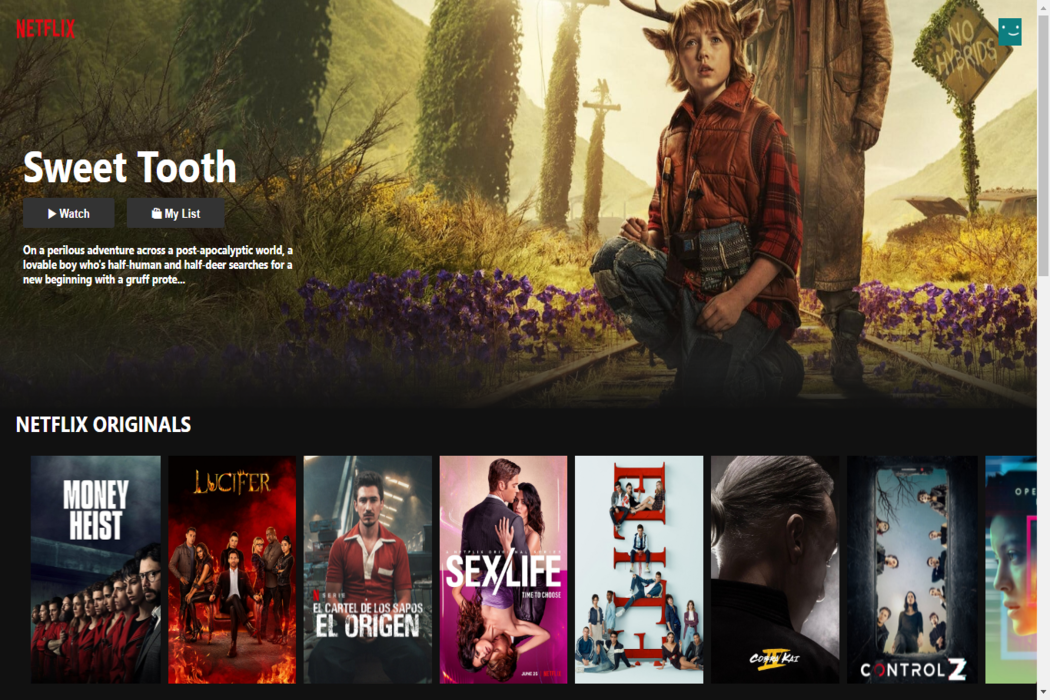 NETFLIX
NO
HYBRIDS
Sweet Tooth
Watch
My List
On a perilous adventure across a post-apocalyptic world, a
lovable boy who's half-human and half-deer searches for a
new beginning with a gruff prote...
NETFLIX ORIGINALS
MONEY
HEIST
LUCIFER
EL CARTEL DE LOS SAPOS
EL ORIGEN
A NETFLIX ORIGINAL SERIES
SEX/LIFE
TIME TO CHOOSE
JUNE 25
NETFLIX
ELITE
COBRA KAI
IV
CONTROL Z
OPE